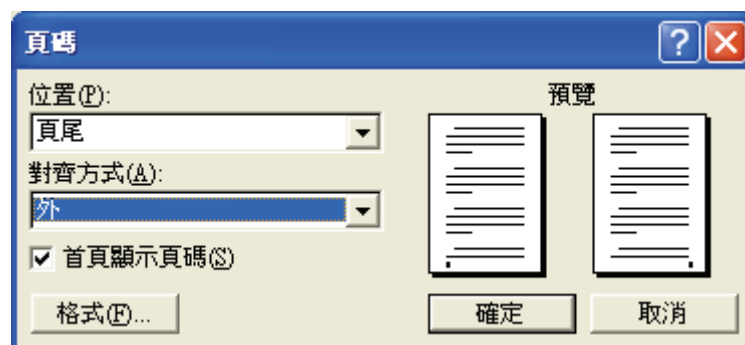 頁碼
位置(P):
頁尾
對齊方式(A):
外
首頁顯示頁碼(S)
格式(F)...
預覽
確定
取消